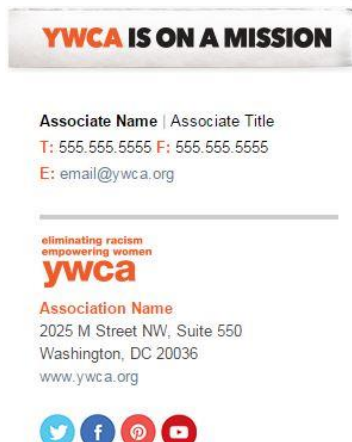 YWCA IS ON A MISSION
Associate Name | Associate Title
T: 555.555.5555 F: 555.555.5555
E: email@ywca.org
eliminating racism
empowering women
ywca
Association Name
2025 M Street NW, Suite 550
Washington, DC 20036
www.ywca.org